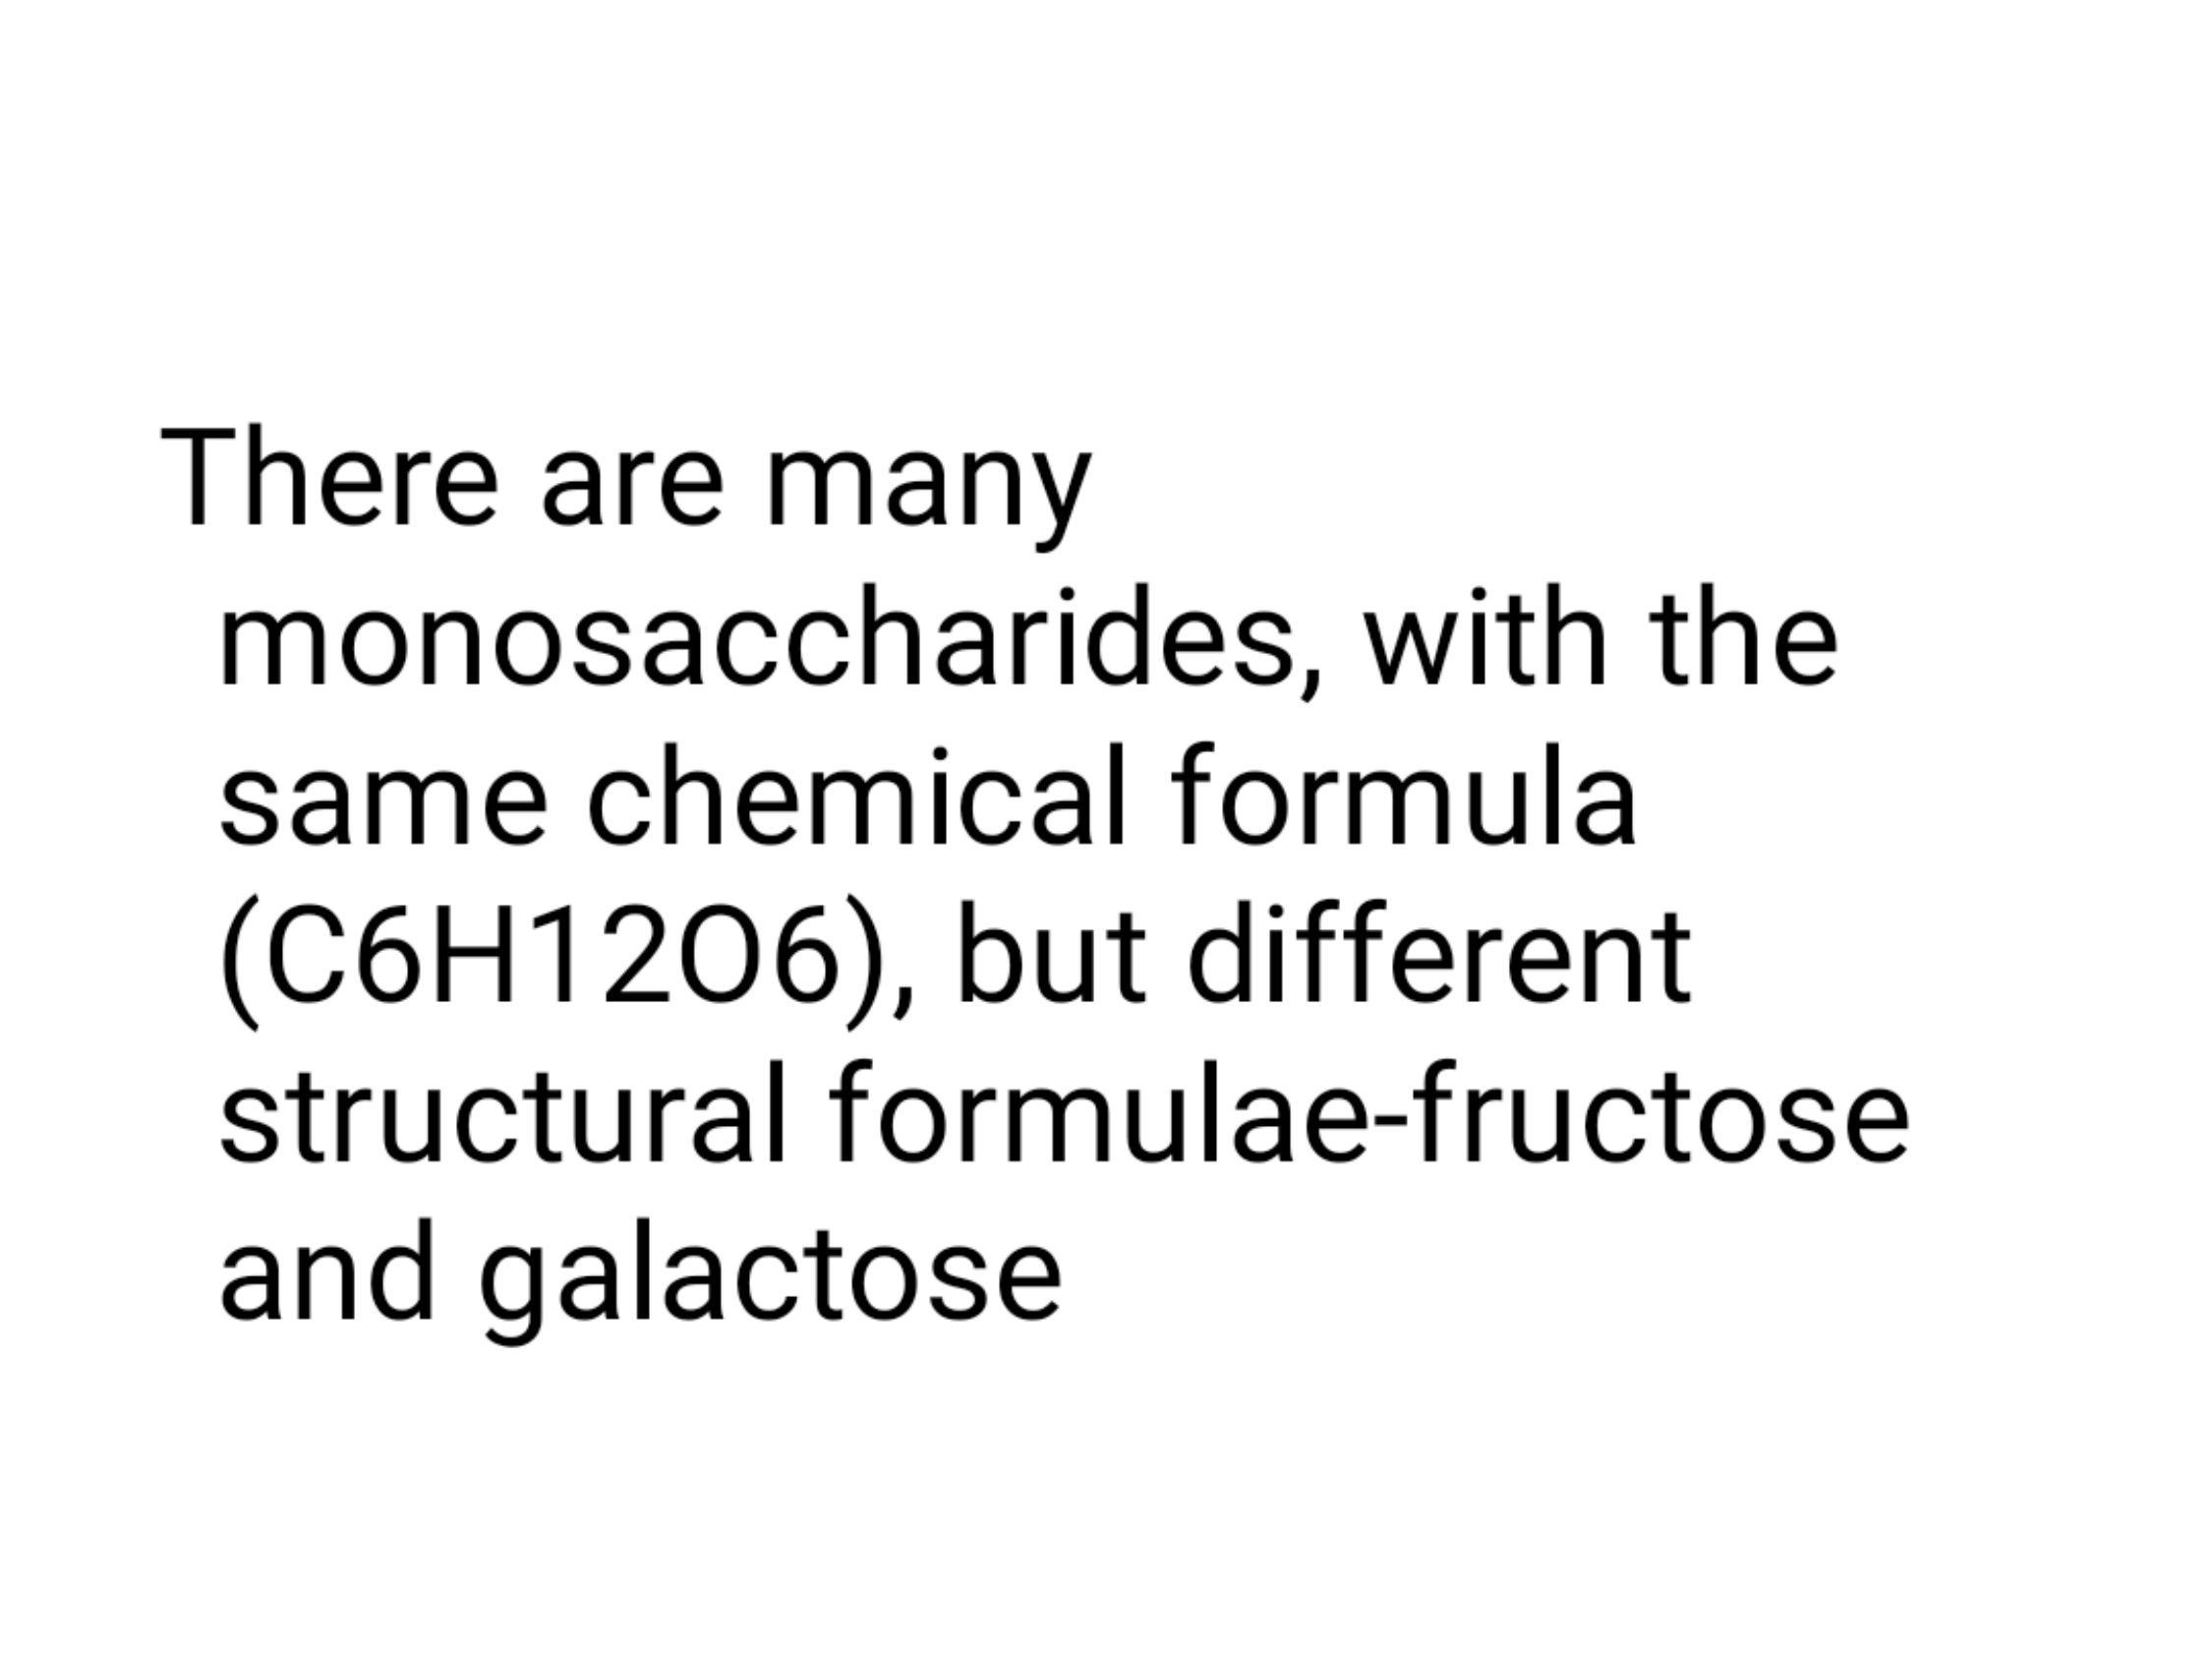 There are many
monosaccharides, with the
same chemical formula
(C6H12O6), but different
structural formulae-fructose
and galactose